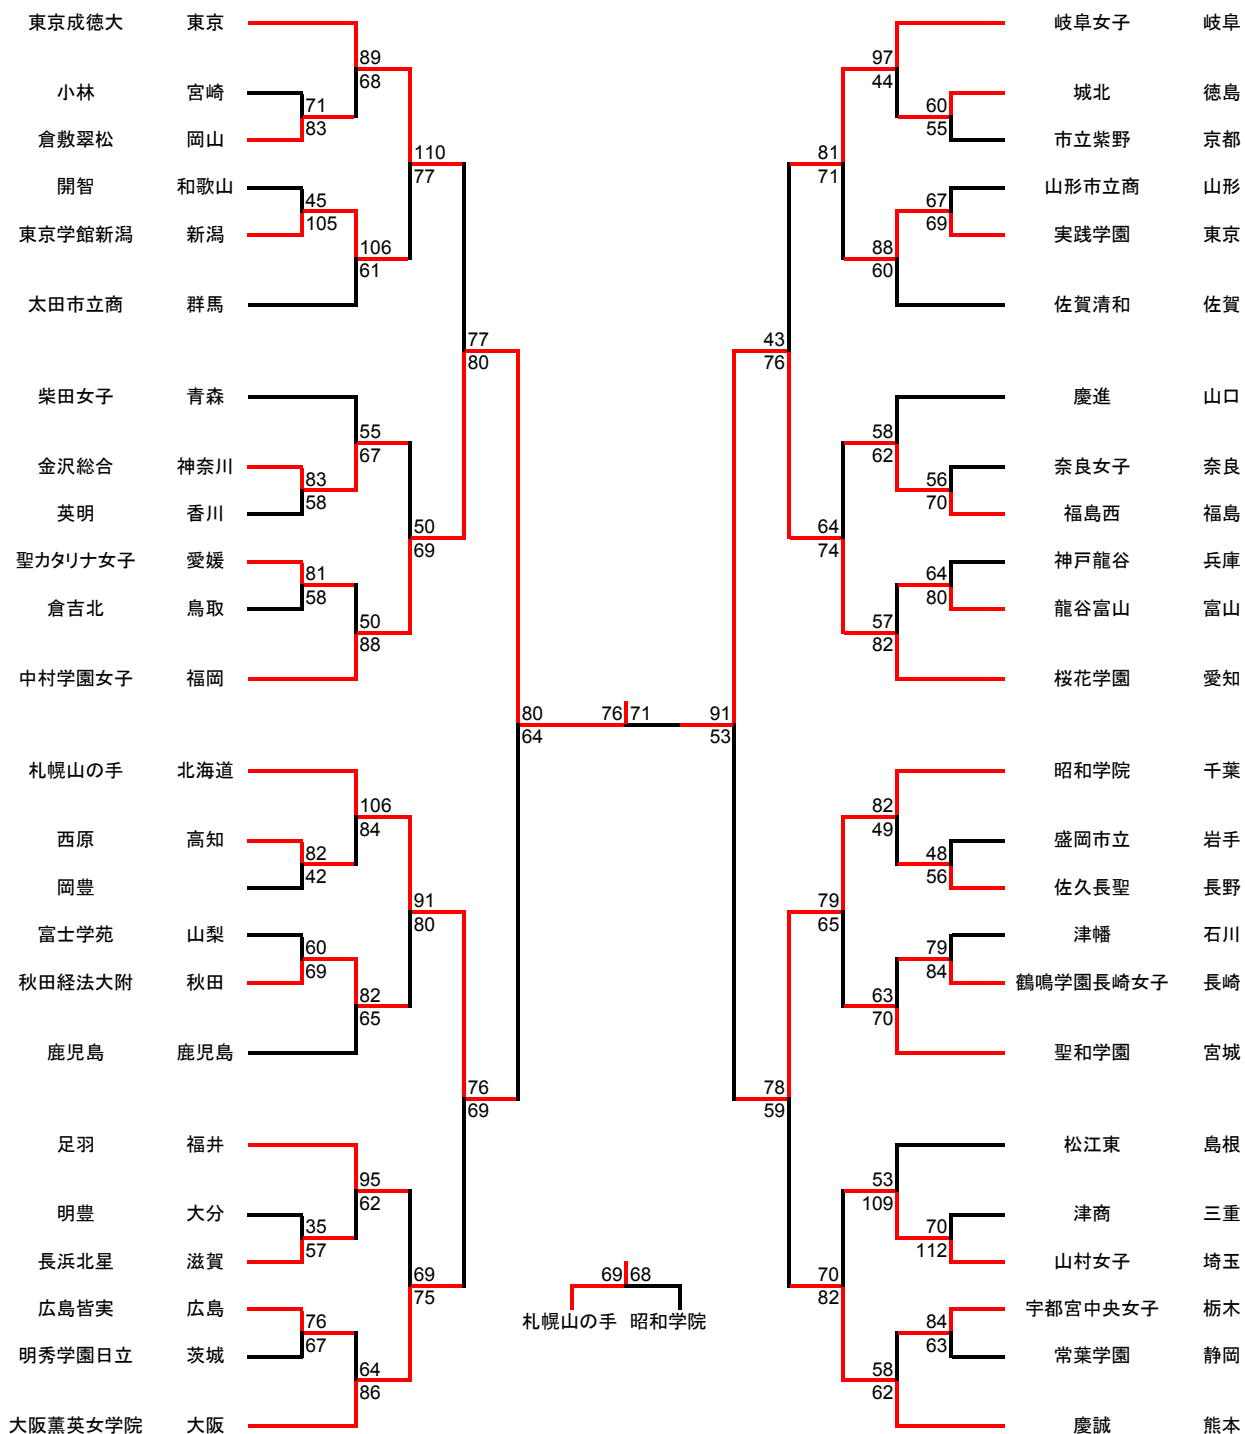 東京成徳大 東京
89
68
小林 宮崎
71
83
倉敷翠松 岡山
110
77
開智 和歌山
45
105
東京学館新潟 新潟
106
61
太田市立商 群馬
77
80
柴田女子 青森
55
67
金沢総合 神奈川
83
58
英明 香川
50
69
聖カタリナ女子 愛媛
81
58
倉吉北 鳥取
50
88
中村学園女子 福岡
80
64
札幌山の手 北海道
106
84
西原 高知
82
42
岡豊
91
80
富士学苑 山梨
60
69
秋田経法大附 秋田
82
65
鹿児島 鹿児島
76
69
足羽 福井
95
62
明豊 大分
35
57
長浜北星 滋賀
69
75
広島皆実 広島
76
67
明秀学園日立 茨城
64
86
大阪薫英女学院 大阪
76 71
69 68
札幌山の手 昭和学院
岐阜女子 岐阜
97
44
城北 徳島
60
55
市立紫野 京都
81
71
山形市立商 山形
67
69
実践学園 東京
88
60
佐賀清和 佐賀
43
76
慶進 山口
58
62
奈良女子 奈良
56
70
福島西 福島
64
74
神戸龍谷 兵庫
64
80
龍谷富山 富山
57
82
桜花学園 愛知
91
53
昭和学院 千葉
82
49
盛岡市立 岩手
48
56
佐久長聖 長野
79
65
津幡 石川
79
84
鶴鳴学園長崎女子 長崎
63
70
聖和学園 宮城
78
59
松江東 島根
53
109
津商 三重
70
112
山村女子 埼玉
70
82
宇都宮中央女子 栃木
84
63
常葉学園 静岡
58
62
慶誠 熊本